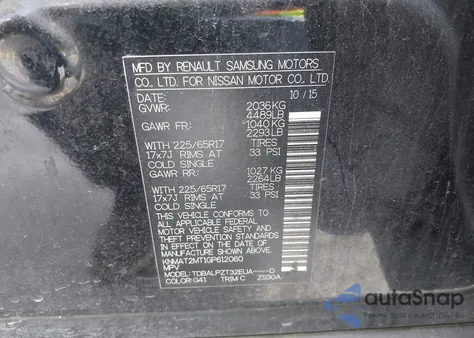 MFD BY RENAULT SAMSUNG MOTORS
CO. LTD. FOR NISSAN MOTOR CO. LTD.
DATE: 10/15
GVWR: 2036KG
4489LB
GAWR FR: 1040KG
2293LB
WITH 225/65R17 TIRES
17x7J RIMS AT 33 PSI
COLD SINGLE
GAWR RR: 1027KG
2264LB
WITH 225/65R17 TIRES
17x7J RIMS AT 33 PSI
COLD SINGLE
THIS VEHICLE CONFORMS TO
ALL APPLICABLE FEDERAL
MOTOR VEHICLE SAFETY
STANDARDS IN EFFECT ON
THE DATE OF MANUFACTURE
SHOWN ABOVE.
KNMAT2MT1GP612060
MPV
MODEL: TDBALPZT32EUA-----D
COLOR: G41 TRIM: C ZS30A
autoSnap